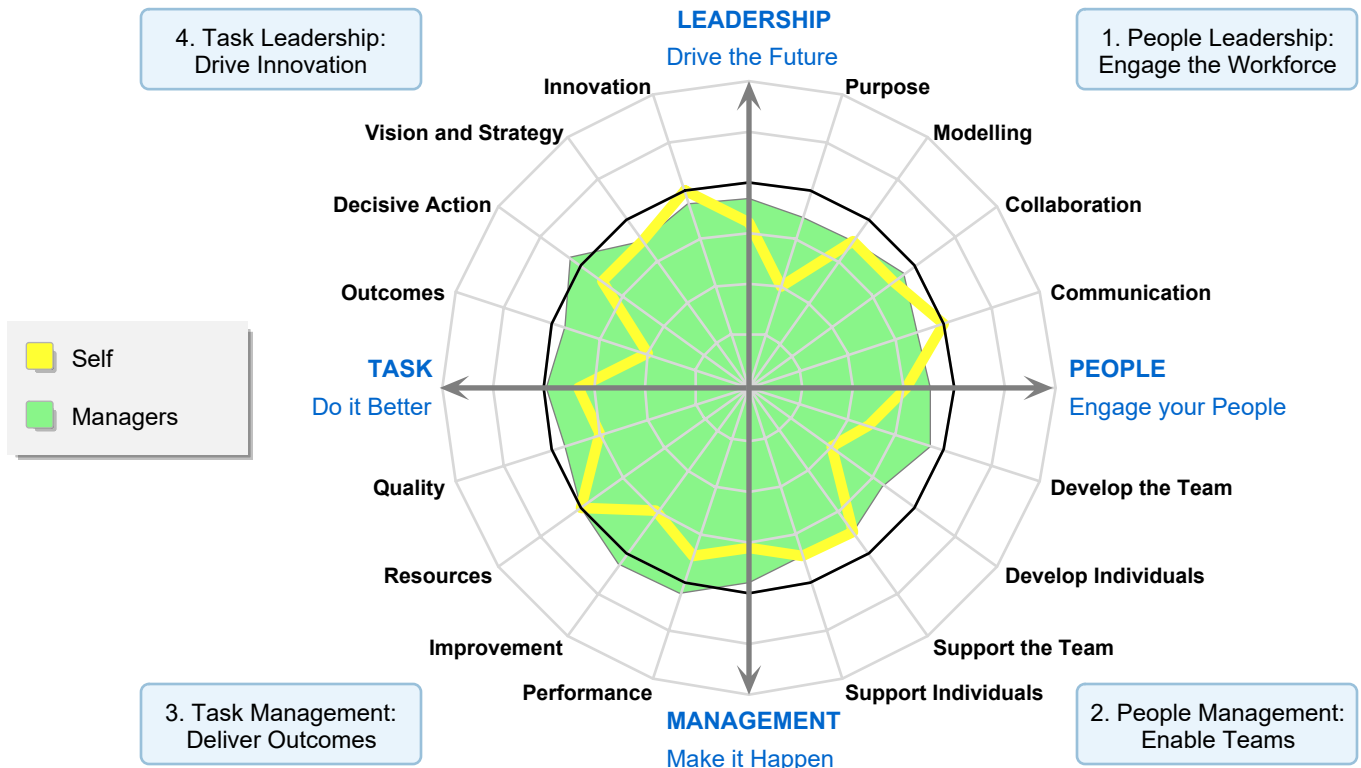 4. Task Leadership:
Drive Innovation
LEADERSHIP
Drive the Future
1. People Leadership:
Engage the Workforce
Innovation
Purpose
Vision and Strategy
Modelling
Decisive Action
Collaboration
Outcomes
Communication
Self
Managers
TASK
Do it Better
PEOPLE
Engage your People
Quality
Develop the Team
Resources
Develop Individuals
Improvement
Support the Team
Performance
Support Individuals
3. Task Management:
Deliver Outcomes
MANAGEMENT
Make it Happen
2. People Management:
Enable Teams